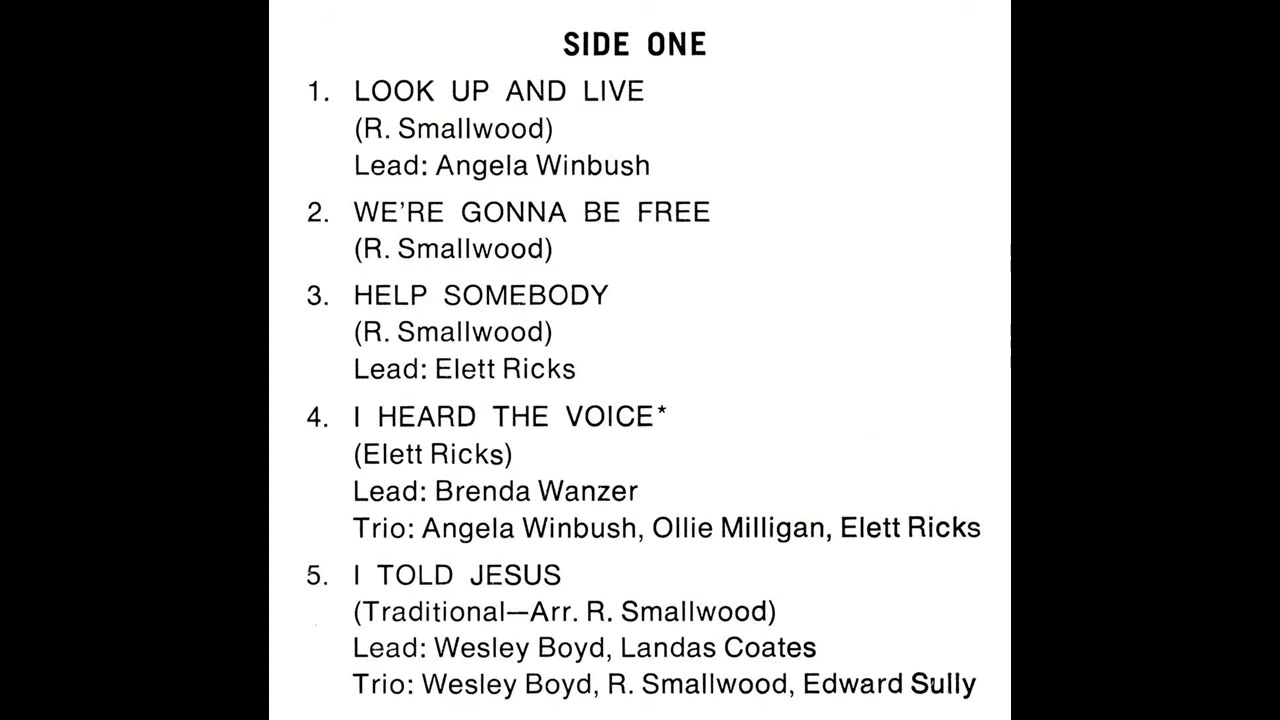 SIDE ONE
1. LOOK UP AND LIVE
(R. Smallwood)
Lead: Angela Winbush
2. WE'RE GONNA BE FREE
(R. Smallwood)
3. HELP SOMEBODY
(R. Smallwood)
Lead: Elett Ricks
4. I HEARD THE VOICE*
(Elett Ricks)
Lead: Brenda Wanzer
Trio: Angela Winbush, Ollie Milligan, Elett Ricks
5. I TOLD JESUS
(Traditional—Arr. R. Smallwood)
Lead: Wesley Boyd, Landas Coates
Trio: Wesley Boyd, R. Smallwood, Edward Sully